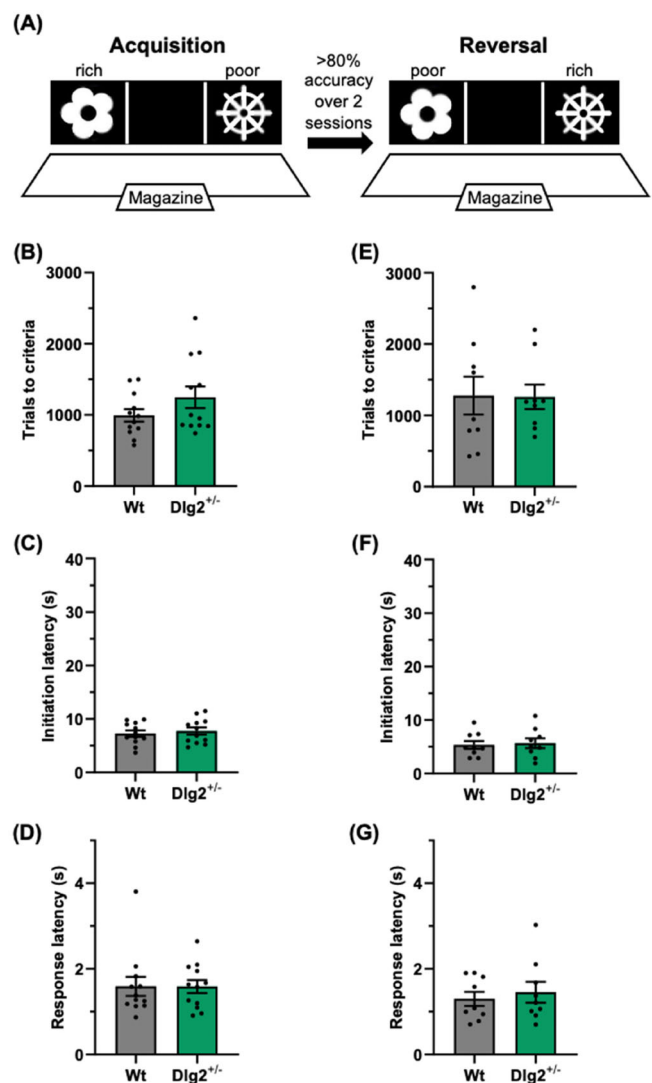 (A)
Acquisition
rich
poor
Magazine
>80%
accuracy
over 2
sessions
Reversal
poor
rich
Magazine
(B)
Trials to criteria
3000
2000
1000
0
Wt
Dlg2+/-
(E)
Trials to criteria
3000
2000
1000
0
Wt
Dlg2+/-
(C)
Initiation latency (s)
40
30
20
10
0
Wt
Dlg2+/-
(F)
Initiation latency (s)
40
30
20
10
0
Wt
Dlg2+/-
(D)
Response latency (s)
4
2
0
Wt
Dlg2+/-
(G)
Response latency (s)
4
2
0
Wt
Dlg2+/-